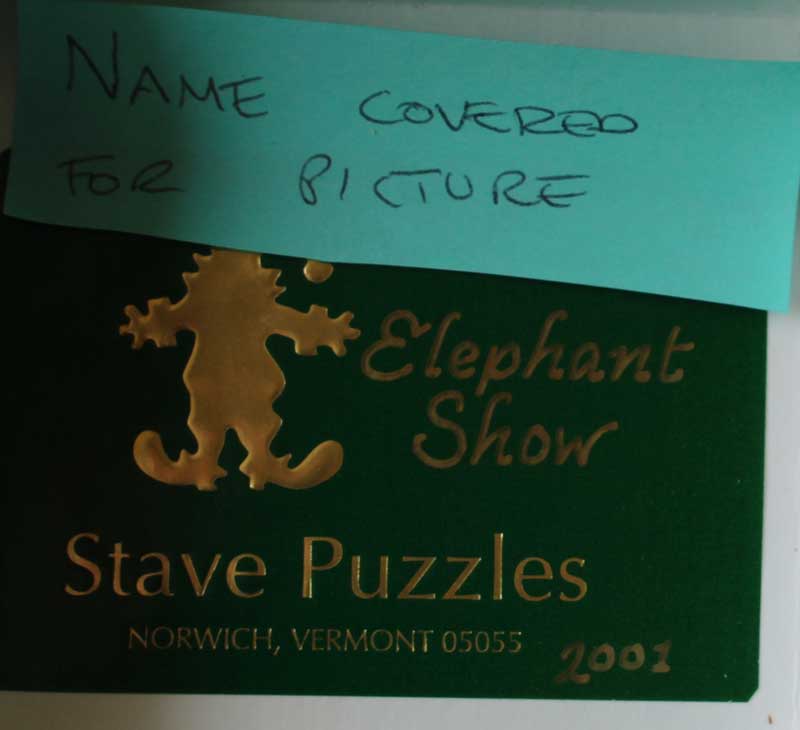 NAME COVERED
FOR PICTURE
Elephant
Show
Stave Puzzles
NORWICH, VERMONT 05055
2001